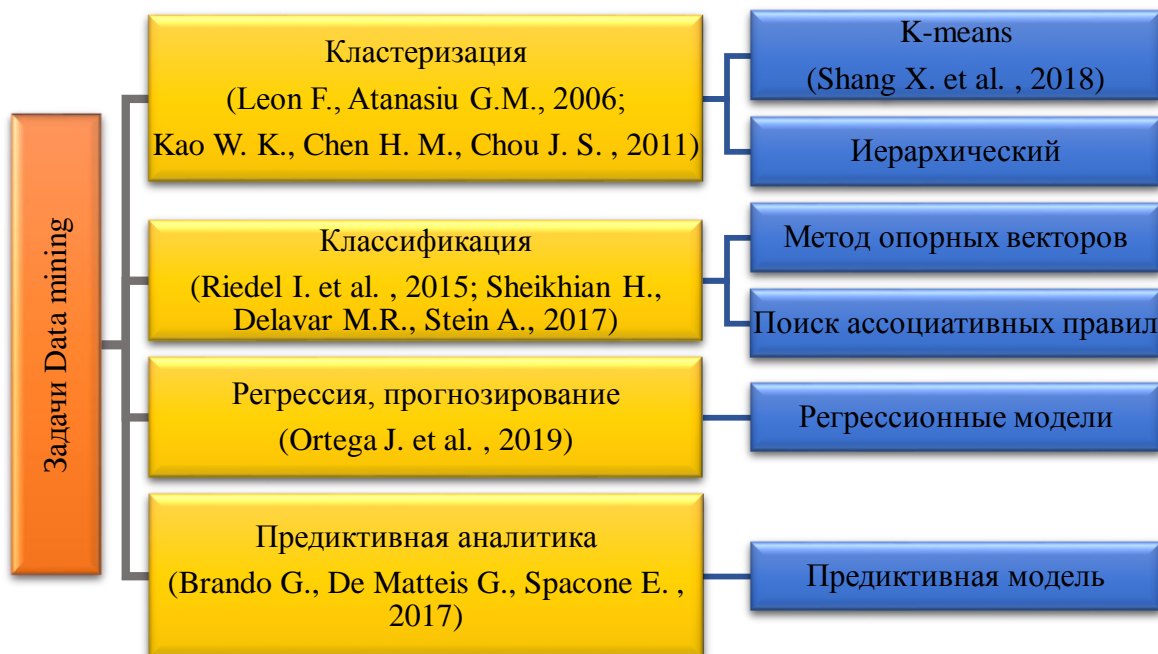 Задачи Data mining
Кластеризация
(Leon F., Atanasiu G.M., 2006;
Kao W. K., Chen H. M., Chou J. S. , 2011)
K-means
(Shang X. et al. , 2018)
Иерархический
Классификация
(Riedel I. et al. , 2015; Sheikhian H.,
Delavar M.R., Stein A., 2017)
Метод опорных векторов
Поиск ассоциативных правил
Регрессия, прогнозирование
(Ortega J. et al. , 2019)
Регрессионные модели
Предиктивная аналитика
(Brando G., De Matteis G., Spacone E. ,
2017)
Предиктивная модель